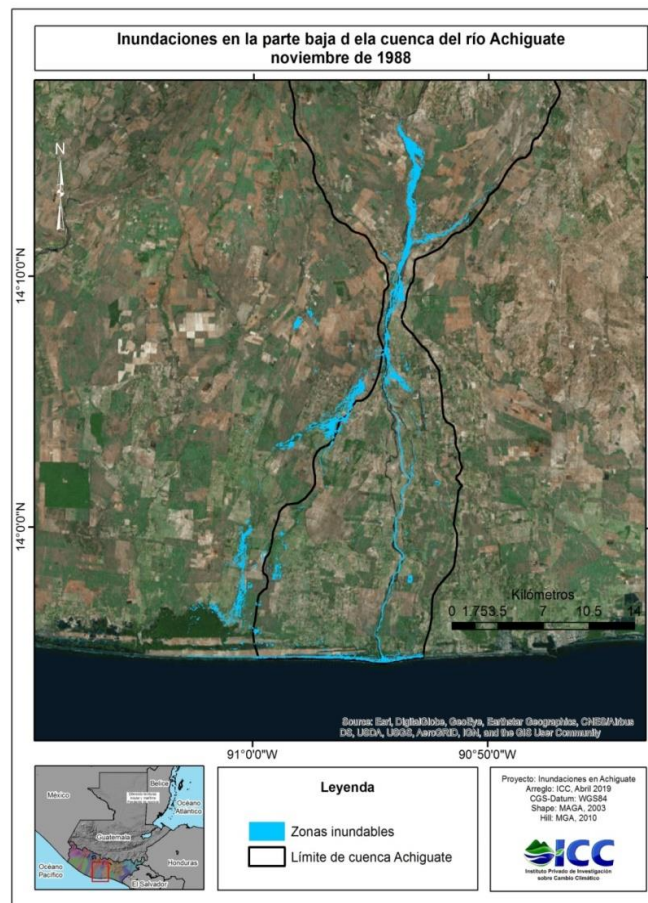 Inundaciones en la parte baja d ela cuenca del río Achiguate
noviembre de 1988
N
14°10'0"N
14°0'0"N
Kilómetros
0 1.753.5 7 10.5 14
Source: Esri, DigitalGlobe, GeoEye, Earthstar Geographics, CNES/Airbus
DS, USDA, USGS, AeroGRID, IGN, and the GIS User Community
91°0'0"W
90°50'0"W
México
Belice
Océano
Atlántico
Guatemala
Honduras
Océano
Pacífico
El Salvador
Leyenda
Zonas inundables
Límite de cuenca Achiguate
Proyecto: Inundaciones en Achiguate
Arreglo: ICC, Abril 2019
CGS-Datum: WGS84
Shape: MAGA, 2003
Hill: MGA, 2010
ICC
Instituto Privado de Investigación
sobre Cambio Climático